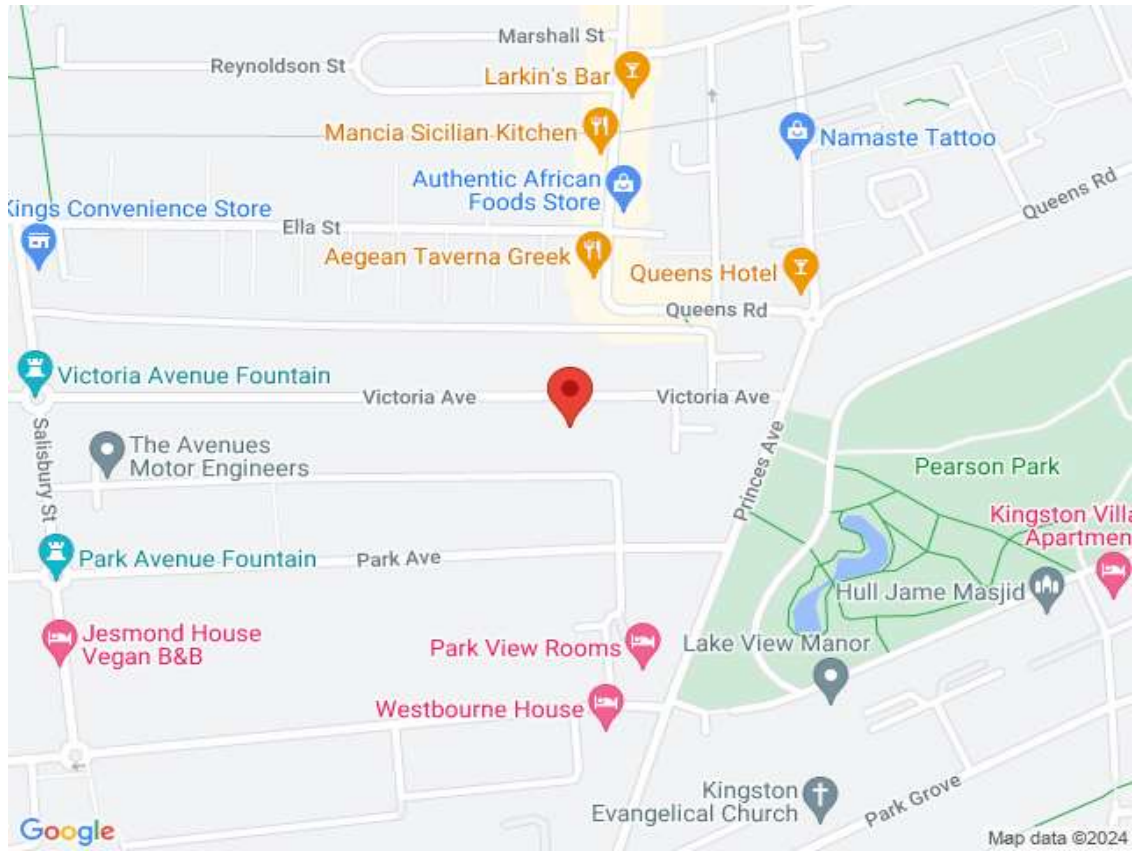 Marshall St
Reynoldson St
Larkin's Bar
Mancia Sicilian Kitchen
Namaste Tattoo
Authentic African
Foods Store
Queens Rd
Kings Convenience Store
Ella St
Aegean Taverna Greek
Queens Hotel
Queens Rd
Victoria Avenue Fountain
Victoria Ave
Victoria Ave
Salisbury St
The Avenues
Motor Engineers
Princes Ave
Pearson Park
Kingston Villa
Apartmen
Park Avenue Fountain
Park Ave
Hull Jame Masjid
Jesmond House
Vegan B&B
Park View Rooms
Lake View Manor
Westbourne House
Kingston
Evangelical Church
Park Grove
Google
Map data ©2024